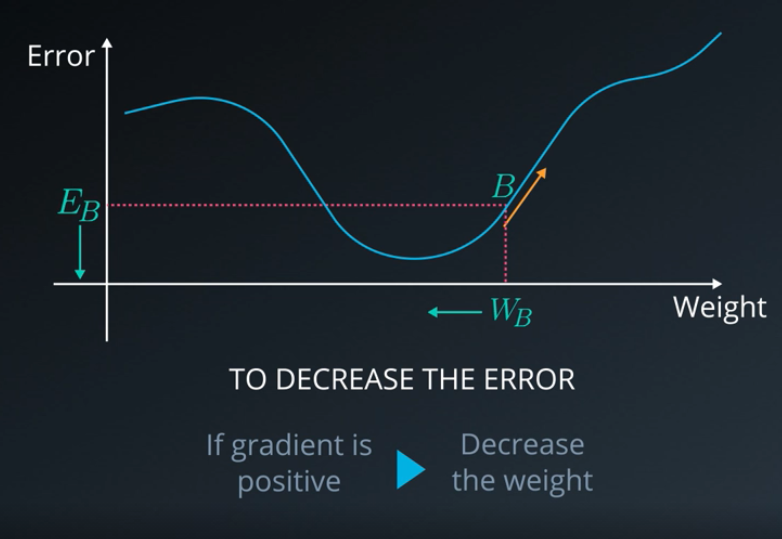 Error
B
E_B
W_B
Weight
TO DECREASE THE ERROR
If gradient is
positive
Decrease
the weight